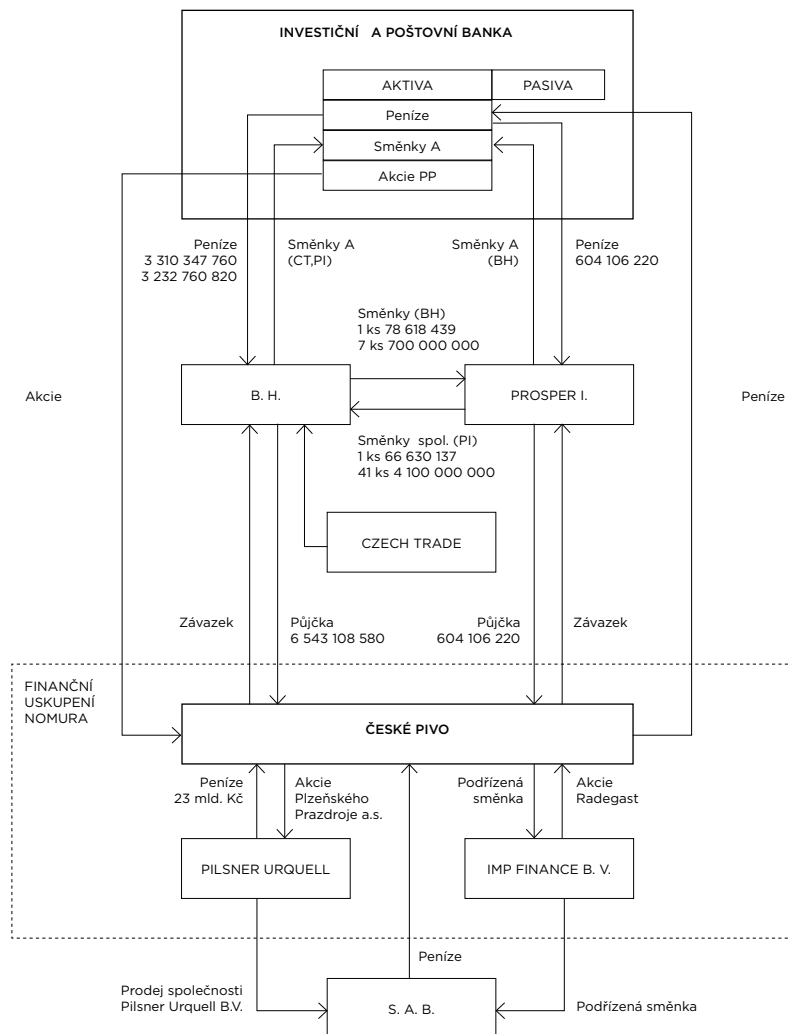 INVESTIČNÍ A POŠTOVNÍ BANKA
AKTIVA
PASIVA
Peníze
Směnky A
Akcie PP
Peníze
3 310 347 760
3 232 760 820
Směnky A
(CT,PI)
Směnky A
(BH)
Peníze
604 106 220
Směnky (BH)
1 ks 78 618 439
7 ks 700 000 000
Akcie
B. H.
PROSPER I.
Peníze
Směnky spol. (PI)
1 ks 66 630 137
41 ks 4 100 000 000
CZECH TRADE
Závazek
Půjčka
6 543 108 580
Půjčka
604 106 220
Závazek
FINANČNÍ
USKUPENÍ
NOMURA
ČESKÉ PIVO
Peníze
23 mld. Kč
Akcie
Plzeňského
Prazdroje a.s.
Podřízená
směnka
Akcie
Radegast
PILSNER URQUELL
IMP FINANCE B. V.
Peníze
Prodej společnosti
Pilsner Urquell B.V.
S. A. B.
Podřízená směnka